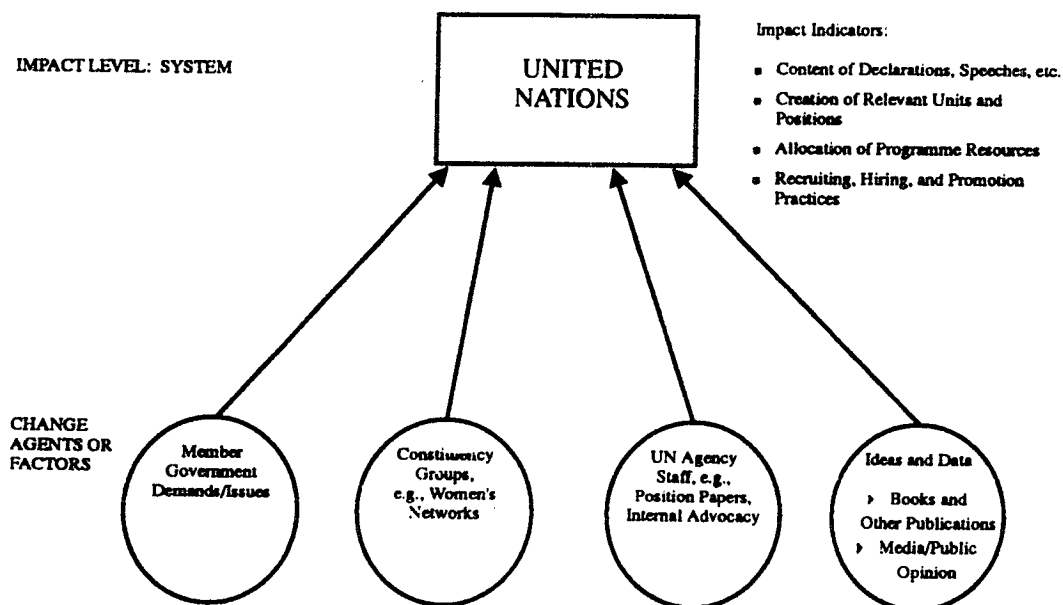 IMPACT LEVEL: SYSTEM
UNITED
NATIONS
Impact Indicators:
Content of Declarations, Speeches, etc.
Creation of Relevant Units and
Positions
Allocation of Programme Resources
Recruiting, Hiring, and Promotion
Practices
CHANGE
AGENTS OR
FACTORS
Member
Government
Demands/Issues
Constituency
Groups,
e.g., Women's
Networks
UN Agency
Staff, e.g.,
Position Papers,
Internal Advocacy
Ideas and Data
Books and
Other Publications
Media/Public
Opinion